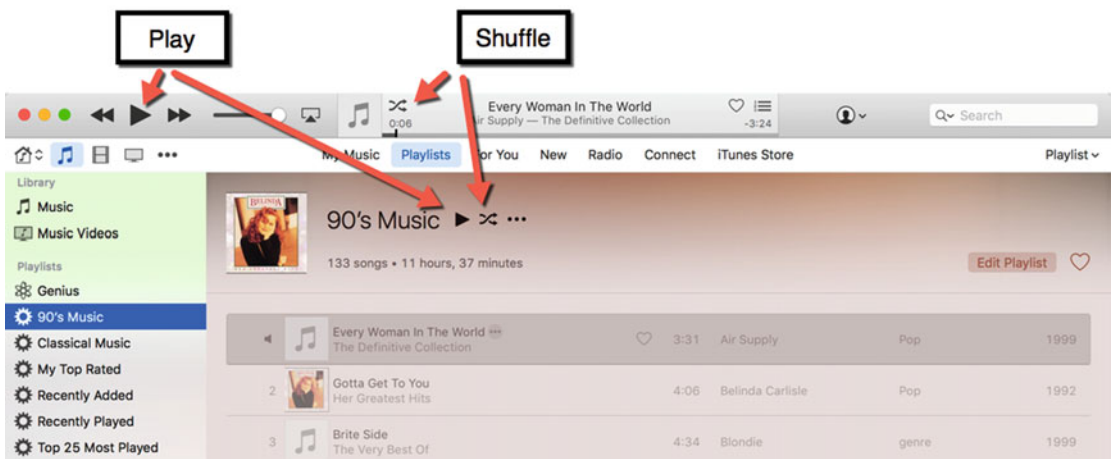 Play
Shuffle
Every Woman In The World
0:06
Air Supply — The Definitive Collection
-3:24
Search
My Music Playlists For You New Radio Connect iTunes Store Playlist
Library
Music
Music Videos
Playlists
Genius
90's Music
Classical Music
My Top Rated
Recently Added
Recently Played
Top 25 Most Played
BELINDA
90's Music
133 songs • 11 hours, 37 minutes
Edit Playlist
Every Woman In The World 3:31 Air Supply Pop 1999
The Definitive Collection
2 Gotta Get To You 4:06 Belinda Carlisle Pop 1992
Her Greatest Hits
3 Brite Side 4:34 Blondie genre 1999
The Very Best Of